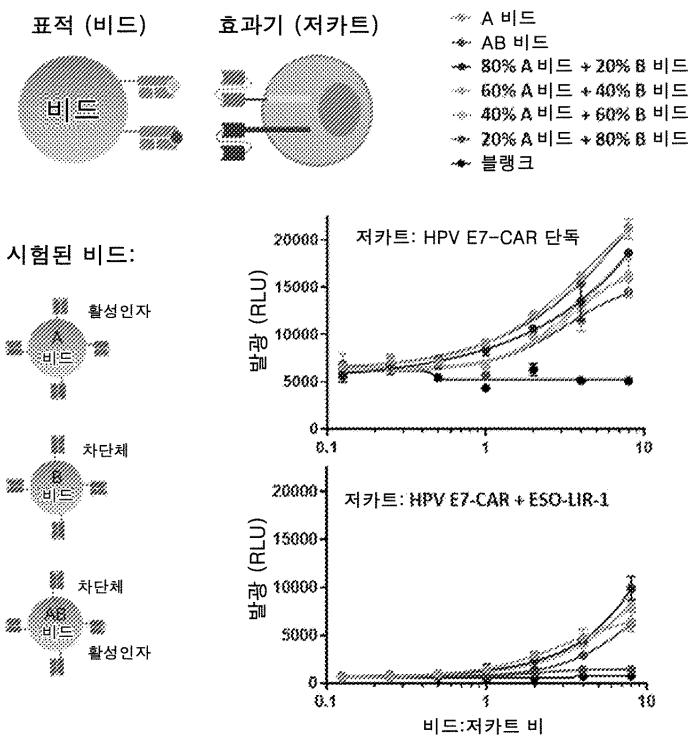 표적 (비드)
효과기 (저카트)
비드
A 비드
AB 비드
80% A 비드 + 20% B 비드
60% A 비드 + 40% B 비드
40% A 비드 + 60% B 비드
20% A 비드 + 80% B 비드
블랭크
시험된 비드:
활성인자
A
비드
차단체
B
비드
차단체
AB
비드
활성인자
저카트: HPV E7-CAR 단독
발광 (RLU)
20000
15000
10000
5000
0
0.1
1
10
저카트: HPV E7-CAR + ESO-LIR-1
발광 (RLU)
20000
15000
10000
5000
0
0.1
1
10
비드:저카트 비